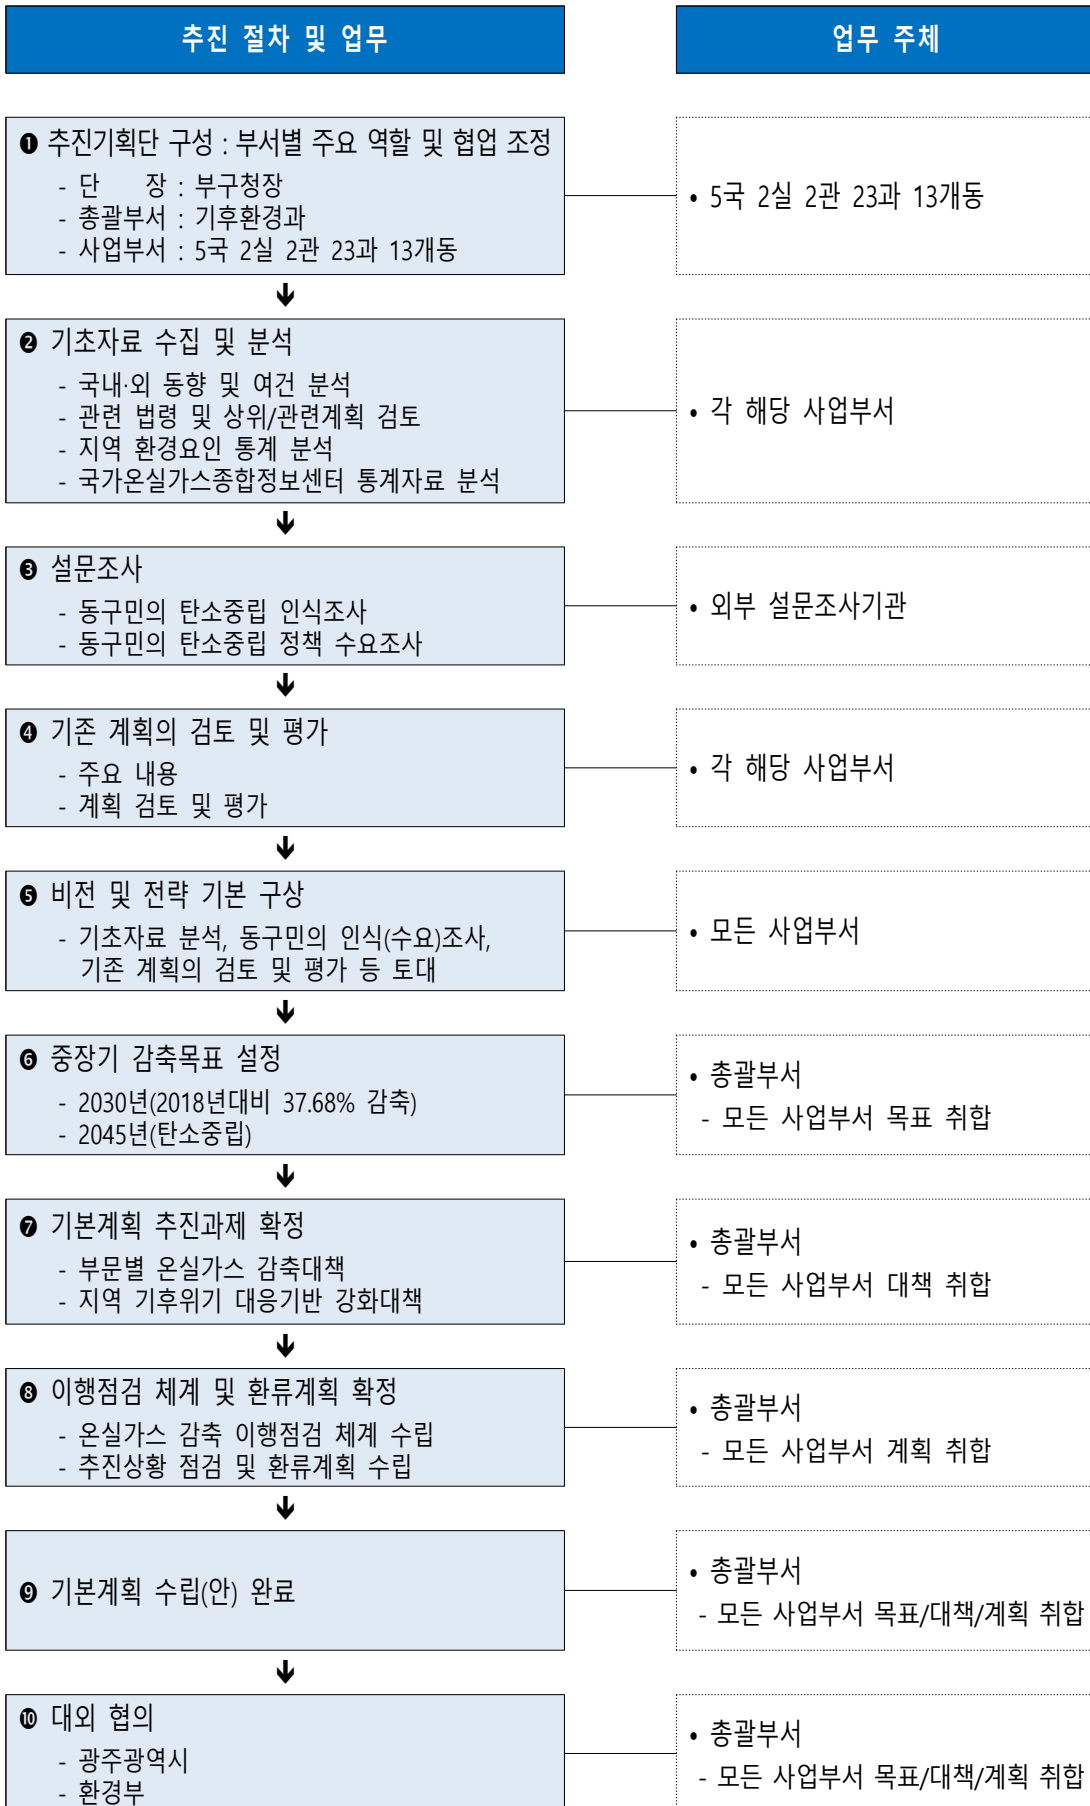 추진 절차 및 업무
업무 주체
❶ 추진기획단 구성 : 부서별 주요 역할 및 협업 조정
- 단 장 : 부구청장
- 총괄부서 : 기후환경과
- 사업부서 : 5국 2실 2관 23과 13개동
• 5국 2실 2관 23과 13개동
❷ 기초자료 수집 및 분석
- 국내·외 동향 및 여건 분석
- 관련 법령 및 상위/관련계획 검토
- 지역 환경요인 통계 분석
- 국가온실가스종합정보센터 통계자료 분석
• 각 해당 사업부서
❸ 설문조사
- 동구민의 탄소중립 인식조사
- 동구민의 탄소중립 정책 수요조사
• 외부 설문조사기관
❹ 기존 계획의 검토 및 평가
- 주요 내용
- 계획 검토 및 평가
• 각 해당 사업부서
❺ 비전 및 전략 기본 구상
- 기초자료 분석, 동구민의 인식(수요)조사,
기존 계획의 검토 및 평가 등 토대
• 모든 사업부서
❻ 중장기 감축목표 설정
- 2030년(2018년대비 37.68% 감축)
- 2045년(탄소중립)
• 총괄부서
- 모든 사업부서 목표 취합
❼ 기본계획 추진과제 확정
- 부문별 온실가스 감축대책
- 지역 기후위기 대응기반 강화대책
• 총괄부서
- 모든 사업부서 대책 취합
❽ 이행점검 체계 및 환류계획 확정
- 온실가스 감축 이행점검 체계 수립
- 추진상황 점검 및 환류계획 수립
• 총괄부서
- 모든 사업부서 계획 취합
❾ 기본계획 수립(안) 완료
• 총괄부서
- 모든 사업부서 목표/대책/계획 취합
❿ 대외 협의
- 광주광역시
- 환경부
• 총괄부서
- 모든 사업부서 목표/대책/계획 취합